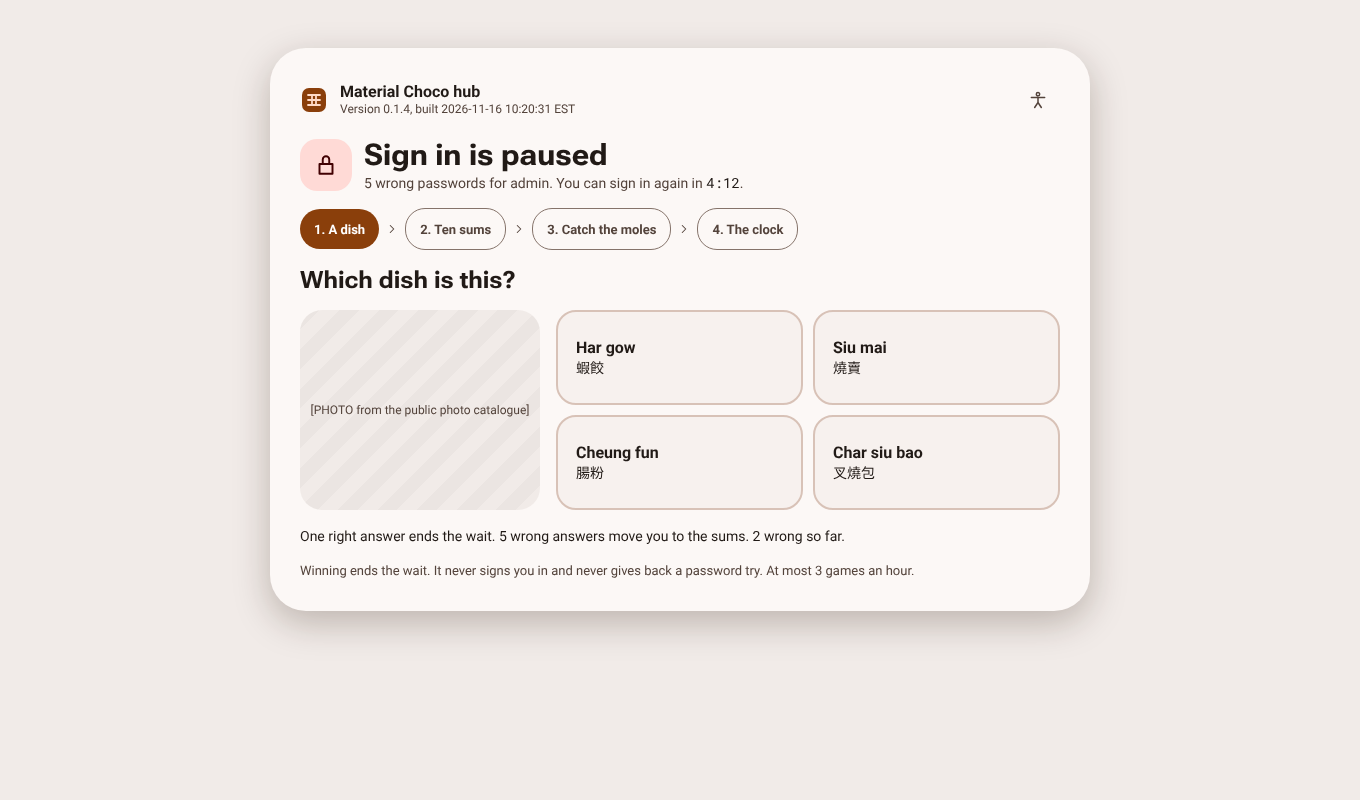 Material Choco hub
Version 0.1.4, built 2026-11-16 10:20:31 EST
Sign in is paused
5 wrong passwords for admin. You can sign in again in 4:12.
1. A dish
2. Ten sums
3. Catch the moles
4. The clock
Which dish is this?
[PHOTO from the public photo catalogue]
Har gow
蝦餃
Siu mai
燒賣
Cheung fun
腸粉
Char siu bao
叉燒包
One right answer ends the wait. 5 wrong answers move you to the sums. 2 wrong so far.
Winning ends the wait. It never signs you in and never gives back a password try. At most 3 games an hour.